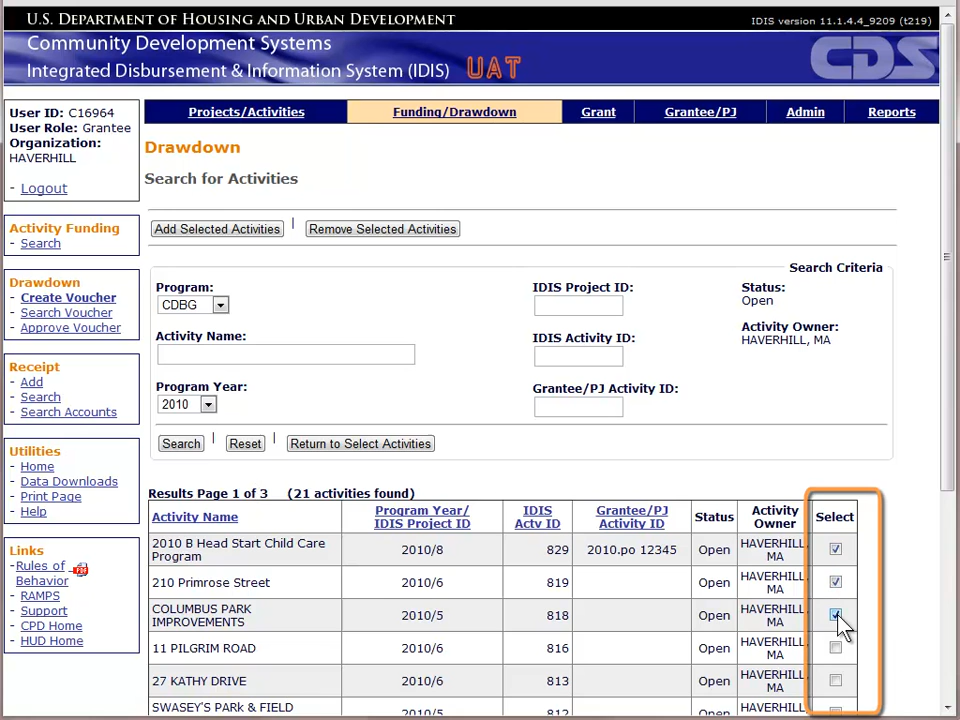 U.S. DEPARTMENT OF HOUSING AND URBAN DEVELOPMENT
IDIS version 11.1.4.4_9209 (t219)
Community Development Systems
Integrated Disbursement & Information System (IDIS)
UAT
CDS
User ID: C16964
User Role: Grantee
Organization:
HAVERHILL
- Logout
Projects/Activities
Funding/Drawdown
Grant
Grantee/PJ
Admin
Reports
Activity Funding
- Search
Drawdown
- Create Voucher
- Search Voucher
- Approve Voucher
Receipt
- Add
- Search
- Search Accounts
Utilities
- Home
- Data Downloads
- Print Page
- Help
Links
- Rules of
Behavior
- RAMPS
- Support
- CPD Home
- HUD Home
Drawdown
Search for Activities
Add Selected Activities | Remove Selected Activities
Search Criteria
Program:
CDBG
IDIS Project ID:
Status:
Open
Activity Name:
IDIS Activity ID:
Activity Owner:
HAVERHILL, MA
Program Year:
2010
Grantee/PJ Activity ID:
Search | Reset | Return to Select Activities
Results Page 1 of 3 (21 activities found)
Activity Name
Program Year/
IDIS Project ID
IDIS
Actv ID
Grantee/PJ
Activity ID
Status
Activity
Owner
Select
2010 B Head Start Child Care
Program
2010/8
829
2010.po 12345
Open
HAVERHILL,
MA
210 Primrose Street
2010/6
819
Open
HAVERHILL,
MA
COLUMBUS PARK
IMPROVEMENTS
2010/5
818
Open
HAVERHILL,
MA
11 PILGRIM ROAD
2010/6
816
Open
HAVERHILL,
MA
27 KATHY DRIVE
2010/6
813
Open
HAVERHILL,
MA
SWASEY'S PARK & FIELD
2010/5
812
Open
HAVERHILL,